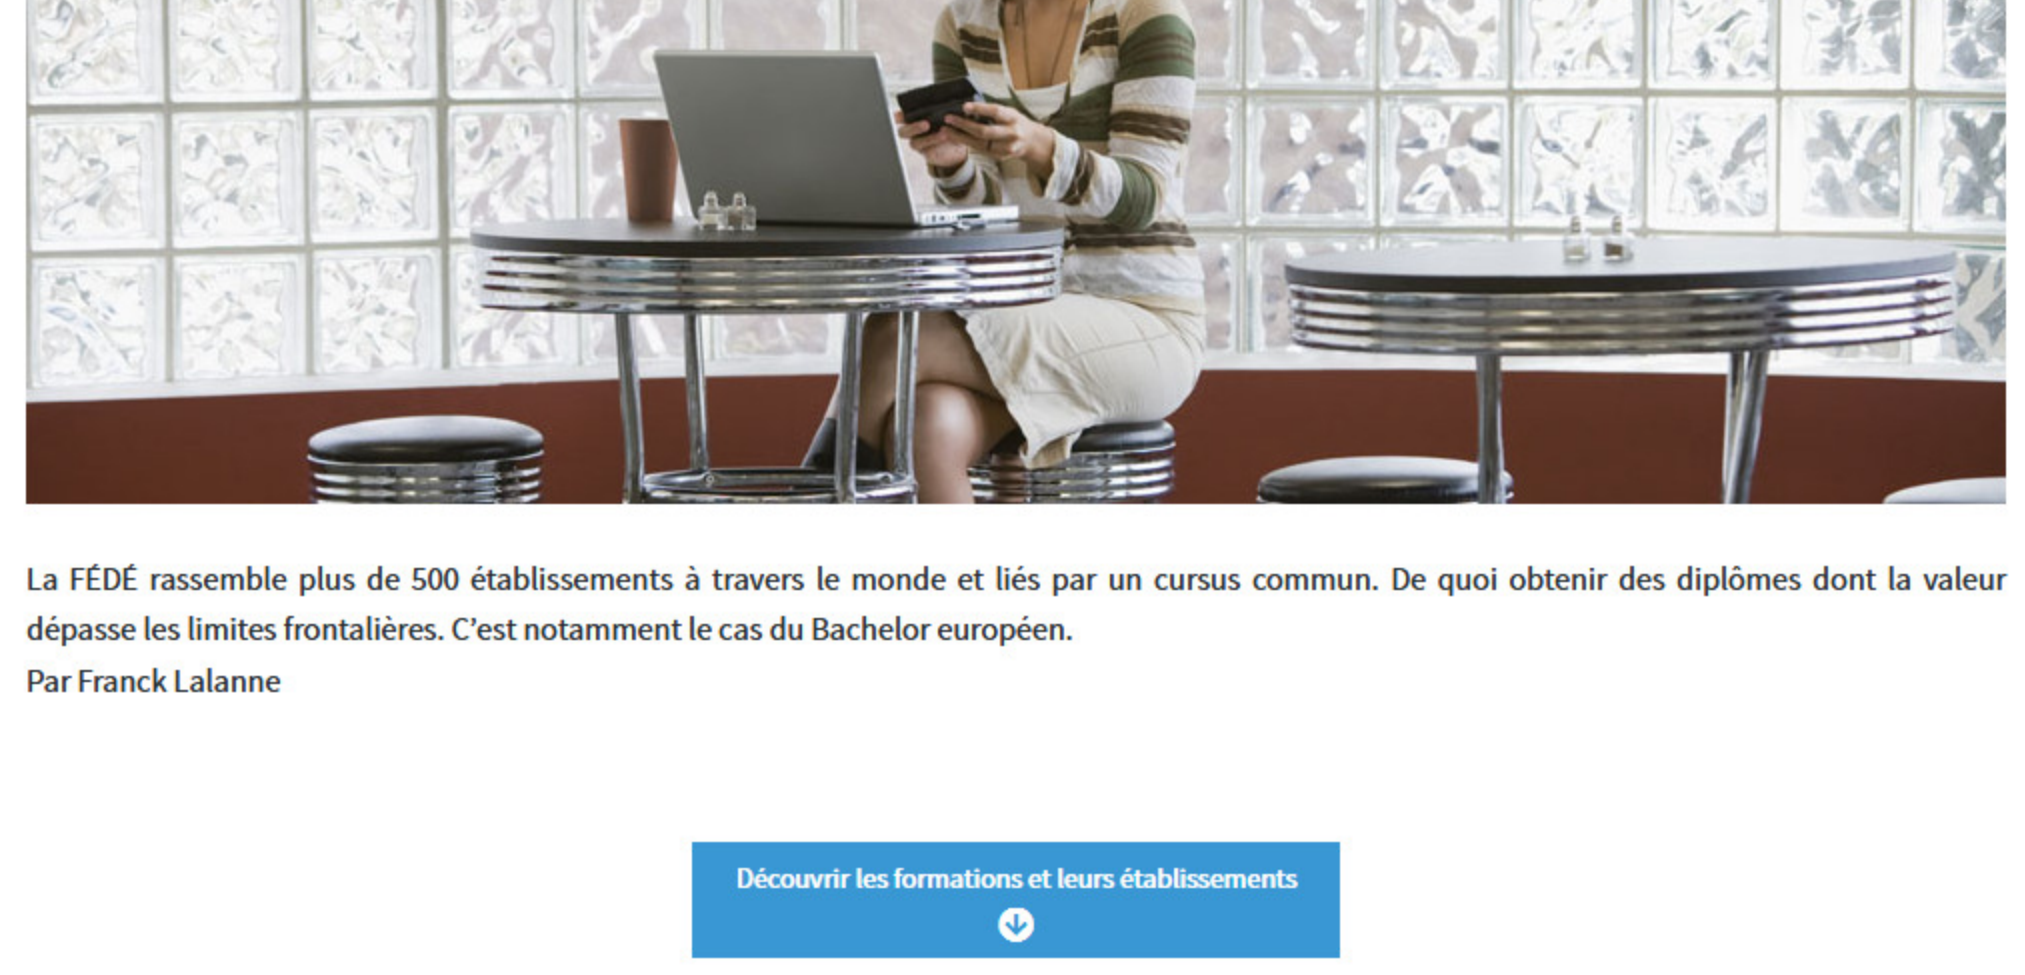 La FÉDÉ rassemble plus de 500 établissements à travers le monde et liés par un cursus commun. De quoi obtenir des diplômes dont la valeur
dépasse les limites frontalières. C’est notamment le cas du Bachelor européen.
Par Franck Lalanne
Découvrir les formations et leurs établissements